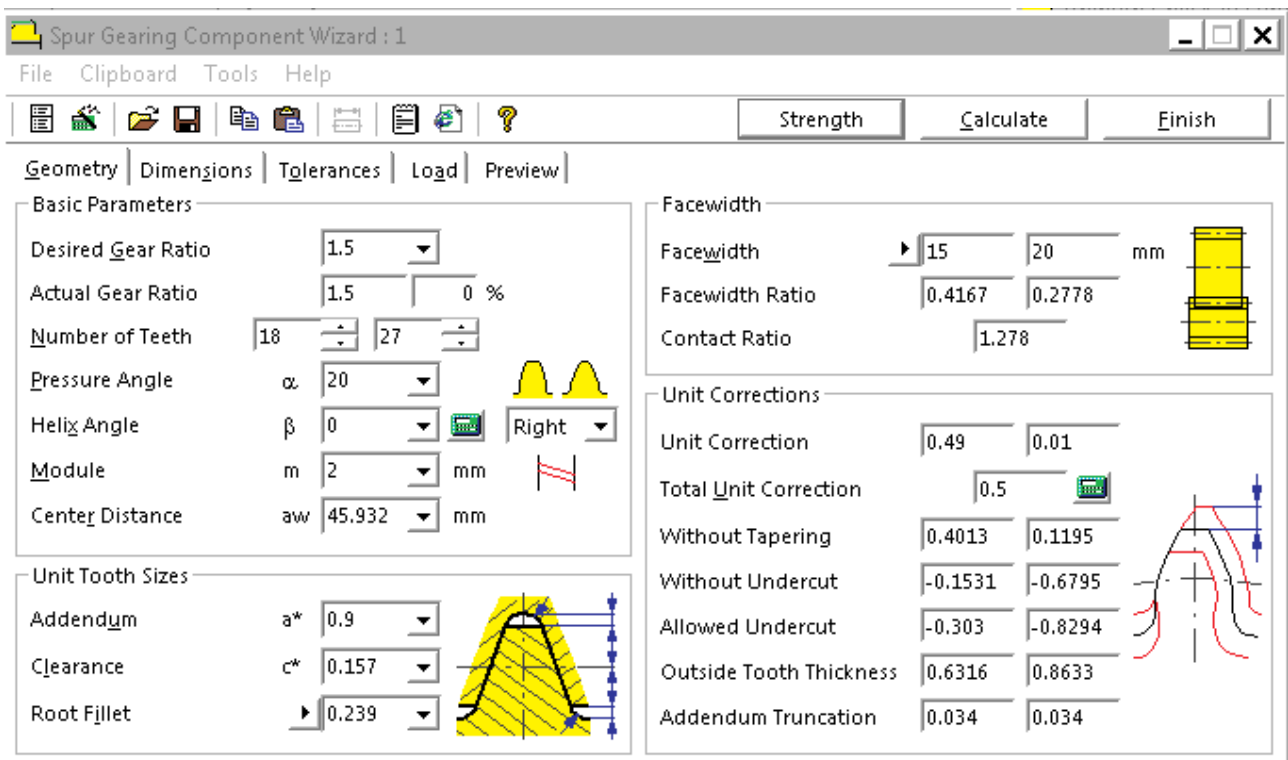 Spur Gearing Component Wizard : 1
File Clipboard Tools Help
Strength Calculate Finish
Geometry Dimensions Tolerances Load Preview
Basic Parameters
Desired Gear Ratio 1.5
Actual Gear Ratio 1.5 0 %
Number of Teeth 18 27
Pressure Angle α 20
Helix Angle β 0 Right
Module m 2 mm
Center Distance aw 45.932 mm
Unit Tooth Sizes
Addendum a* 0.9
Clearance c* 0.157
Root Fillet 0.239
Facewidth
Facewidth 15 20 mm
Facewidth Ratio 0.4167 0.2778
Contact Ratio 1.278
Unit Corrections
Unit Correction 0.49 0.01
Total Unit Correction 0.5
Without Tapering 0.4013 0.1195
Without Undercut -0.1531 -0.6795
Allowed Undercut -0.303 -0.8294
Outside Tooth Thickness 0.6316 0.8633
Addendum Truncation 0.034 0.034